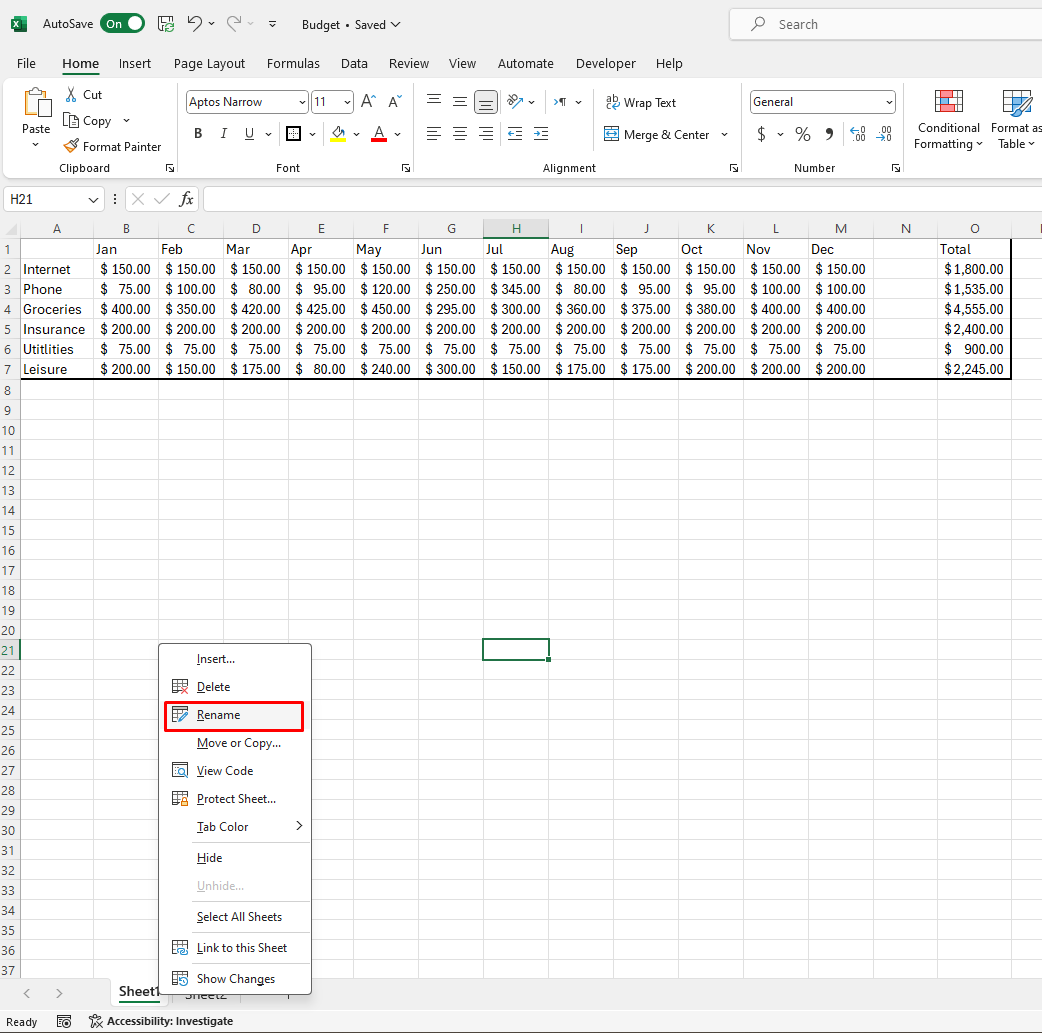 AutoSave On Budget • Saved Search
File Home Insert Page Layout Formulas Data Review View Automate Developer Help
Paste Cut Copy Format Painter Clipboard
Aptos Narrow 11 A A B I U A Font
ab Wrap Text Merge & Center Alignment
General $ % Number
Conditional Formatting Format as Table
H21 fx
A B C D E F G H I J K L M N O
1 Jan Feb Mar Apr May Jun Jul Aug Sep Oct Nov Dec Total
2 Internet $ 150.00 $ 150.00 $ 150.00 $ 150.00 $ 150.00 $ 150.00 $ 150.00 $ 150.00 $ 150.00 $ 150.00 $ 150.00 $ 150.00 $ 1,800.00
3 Phone $ 75.00 $ 100.00 $ 80.00 $ 95.00 $ 120.00 $ 250.00 $ 345.00 $ 80.00 $ 95.00 $ 95.00 $ 100.00 $ 100.00 $ 1,535.00
4 Groceries $ 400.00 $ 350.00 $ 420.00 $ 425.00 $ 450.00 $ 295.00 $ 300.00 $ 360.00 $ 375.00 $ 380.00 $ 400.00 $ 400.00 $ 4,555.00
5 Insurance $ 200.00 $ 200.00 $ 200.00 $ 200.00 $ 200.00 $ 200.00 $ 200.00 $ 200.00 $ 200.00 $ 200.00 $ 200.00 $ 200.00 $ 2,400.00
6 Utitlities $ 75.00 $ 75.00 $ 75.00 $ 75.00 $ 75.00 $ 75.00 $ 75.00 $ 75.00 $ 75.00 $ 75.00 $ 75.00 $ 75.00 $ 900.00
7 Leisure $ 200.00 $ 150.00 $ 175.00 $ 80.00 $ 240.00 $ 300.00 $ 150.00 $ 175.00 $ 175.00 $ 200.00 $ 200.00 $ 200.00 $ 2,245.00
8
9
10
11
12
13
14
15
16
17
18
19
20
21
22
23
24
25
26
27
28
29
30
31
32
33
34
35
36
37
Insert...
Delete
Rename
Move or Copy...
View Code
Protect Sheet...
Tab Color
Hide
Unhide...
Select All Sheets
Link to this Sheet
Show Changes
Sheet1 Sheet2
Ready Accessibility: Investigate